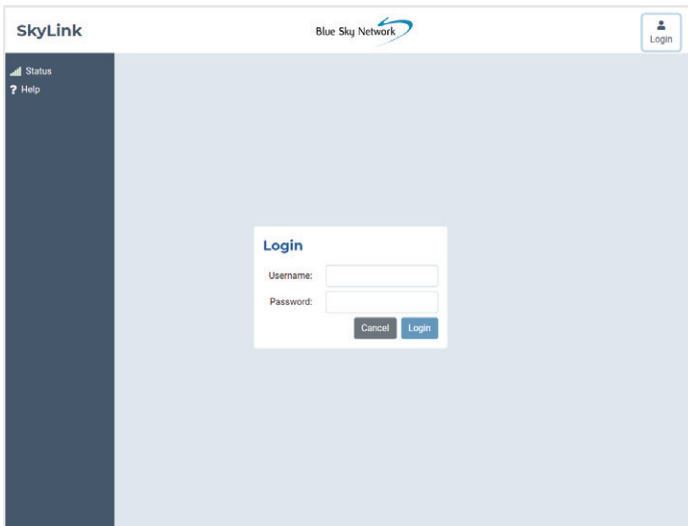 SkyLink
Blue Sky Network
Login
Status
? Help
Login
Username:
Password:
Cancel Login